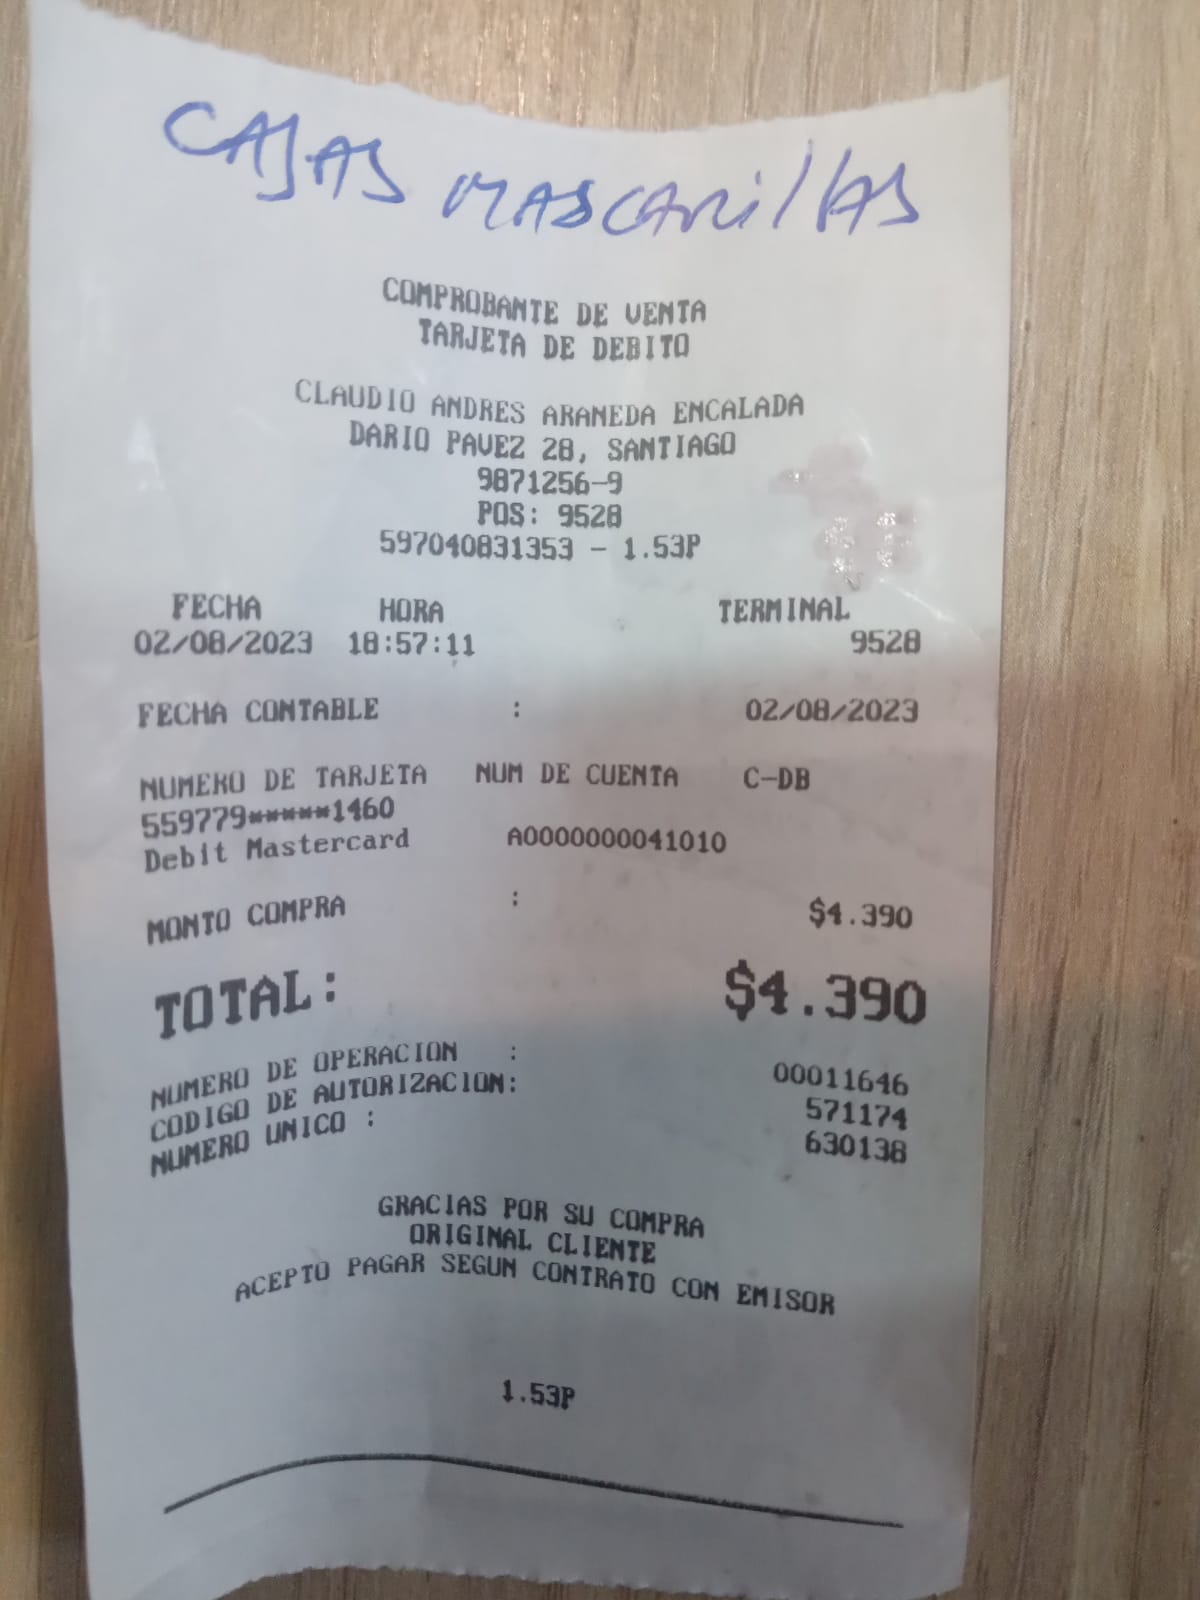 CAJAS MASCARILLAS
COMPROBANTE DE VENTA
TARJETA DE DEBITO
CLAUDIO ANDRES ARANEDA ENCALADA
DARIO PAVEZ 28, SANTIAGO
9871256-9
POS: 9528
597040831353 - 1.53P
FECHA HORA TERMINAL
02/08/2023 18:57:11 9528
FECHA CONTABLE : 02/08/2023
NUMERO DE TARJETA NUM DE CUENTA C-DB
559779*****1460
Debit Mastercard A0000000041010
MONTO COMPRA : $4.390
TOTAL: $4.390
NUMERO DE OPERACION : 00011646
CODIGO DE AUTORIZACION: 571174
NUMERO UNICO : 630138
GRACIAS POR SU COMPRA
ORIGINAL CLIENTE
ACEPTO PAGAR SEGUN CONTRATO CON EMISOR
1.53P